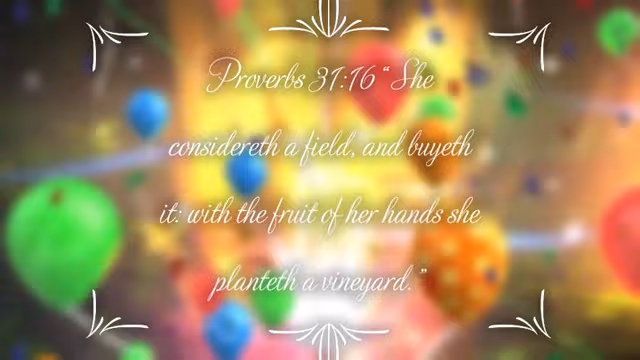 Proverbs 31:16 “ She
considereth a field, and buyeth
it: with the fruit of her hands she
planteth a vineyard. ”